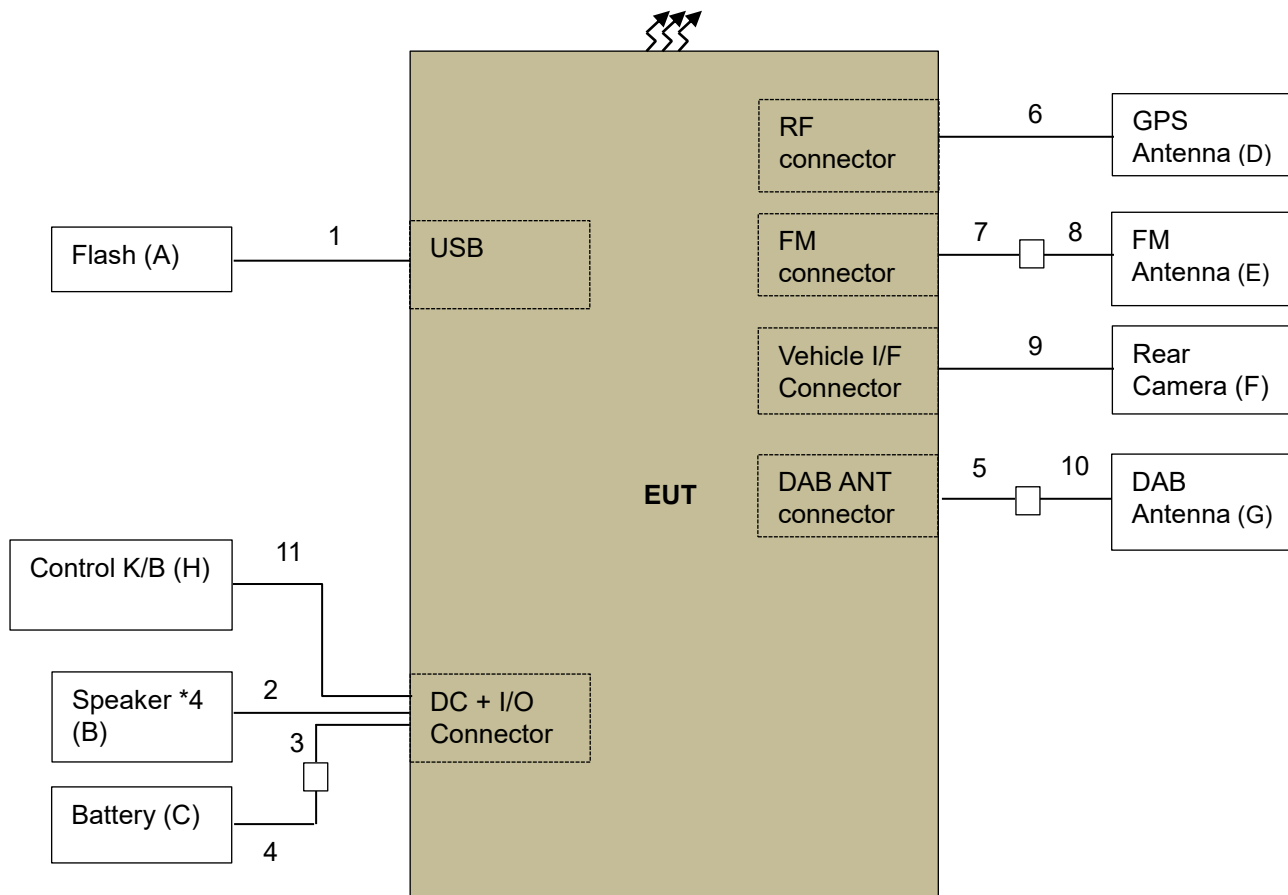 RF
connector
6
GPS
Antenna (D)
1
Flash (A)
USB
FM
connector
7
8
FM
Antenna (E)
Vehicle I/F
Connector
9
Rear
Camera (F)
EUT
DAB ANT
connector
5
10
DAB
Antenna (G)
11
Control K/B (H)
Speaker *4
(B)
2
DC + I/O
Connector
3
Battery (C)
4